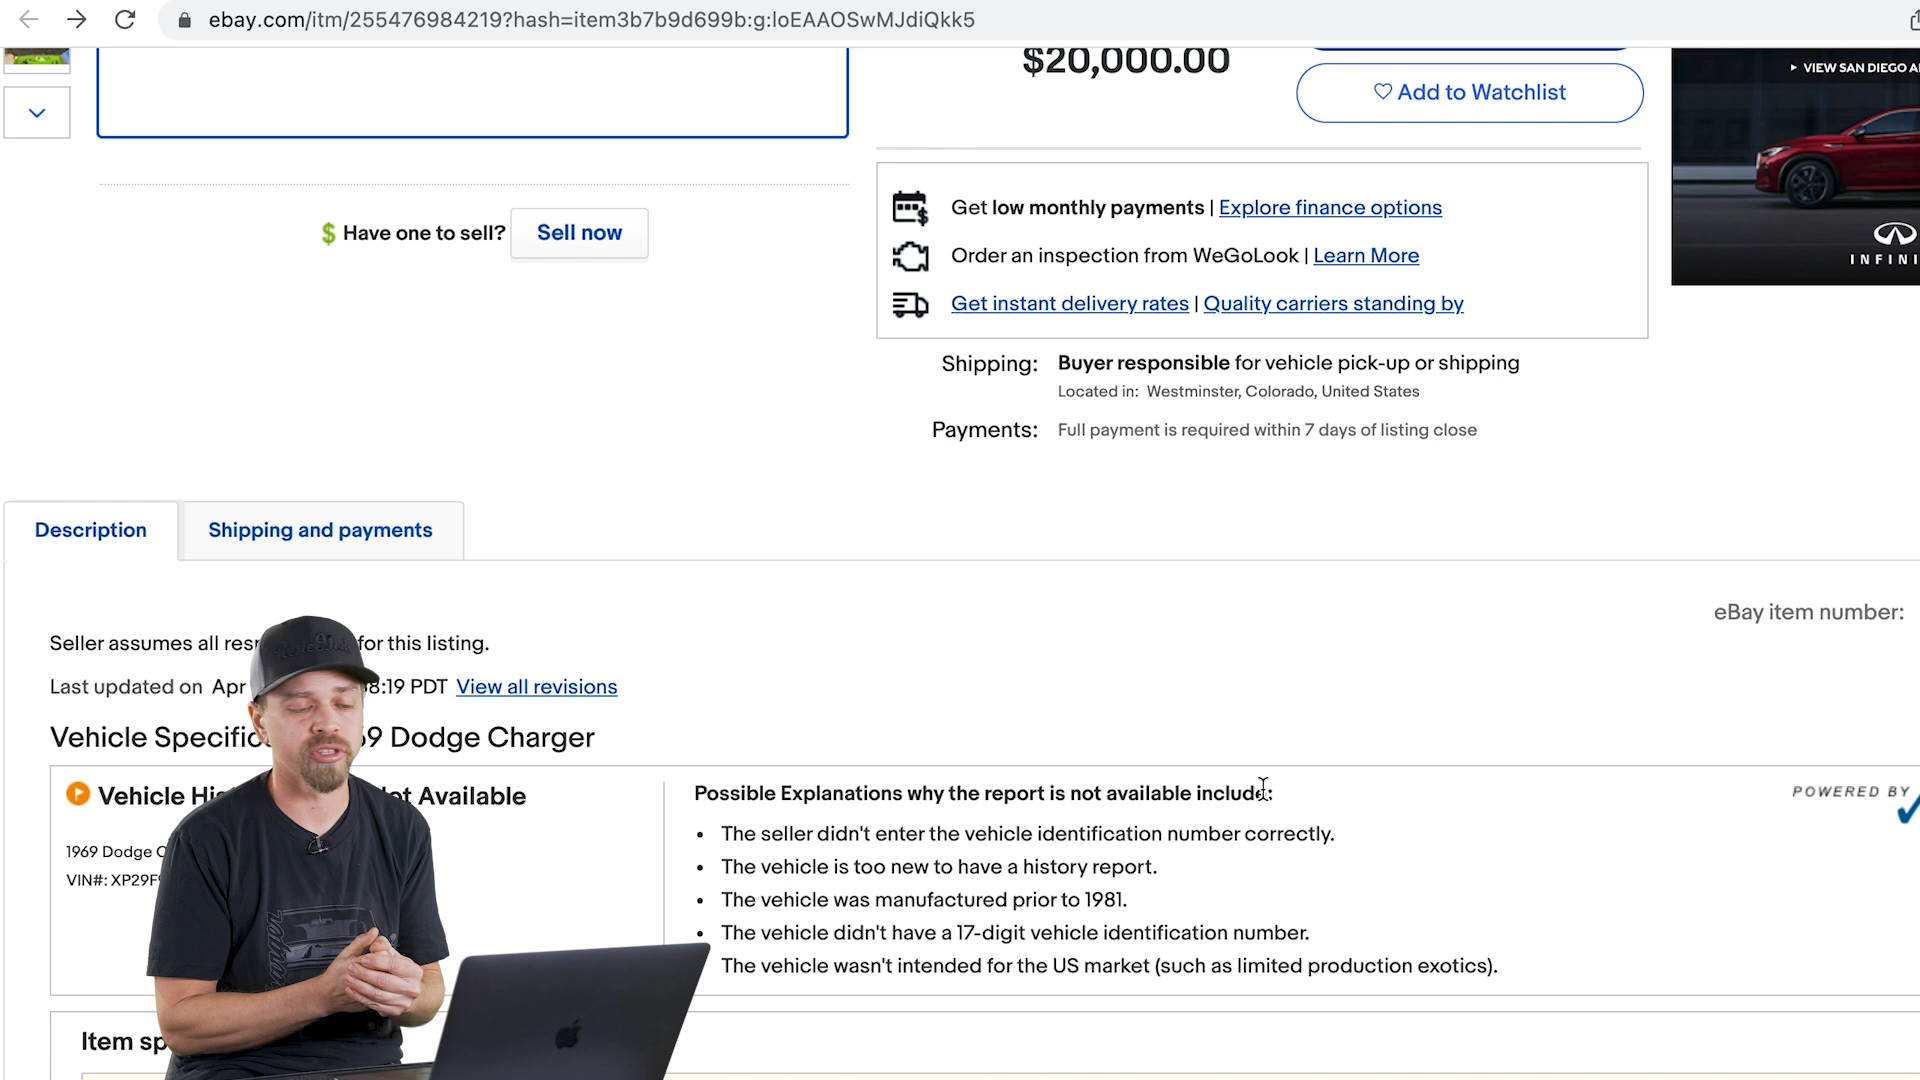 ebay.com/itm/255476984219?hash=item3b7b9d699b:g:loEAAOSwMJdiQkk5
$20,000.00
Add to Watchlist
VIEW SAN DIEGO
Get low monthly payments | Explore finance options
Order an inspection from WeGoLook | Learn More
Get instant delivery rates | Quality carriers standing by
INFINI
$ Have one to sell? Sell now
Shipping: Buyer responsible for vehicle pick-up or shipping
Located in: Westminster, Colorado, United States
Payments: Full payment is required within 7 days of listing close
Description
Shipping and payments
eBay item number:
Seller assumes all for this listing.
Last updated on Apr 8:19 PDT View all revisions
Vehicle 9 Dodge Charger
Vehicle Available
1969 Dodge
VIN#: XP29F
Possible Explanations why the report is not available include:
• The seller didn't enter the vehicle identification number correctly.
• The vehicle is too new to have a history report.
• The vehicle was manufactured prior to 1981.
• The vehicle didn't have a 17-digit vehicle identification number.
The vehicle wasn't intended for the US market (such as limited production exotics).
POWERED BY
Item